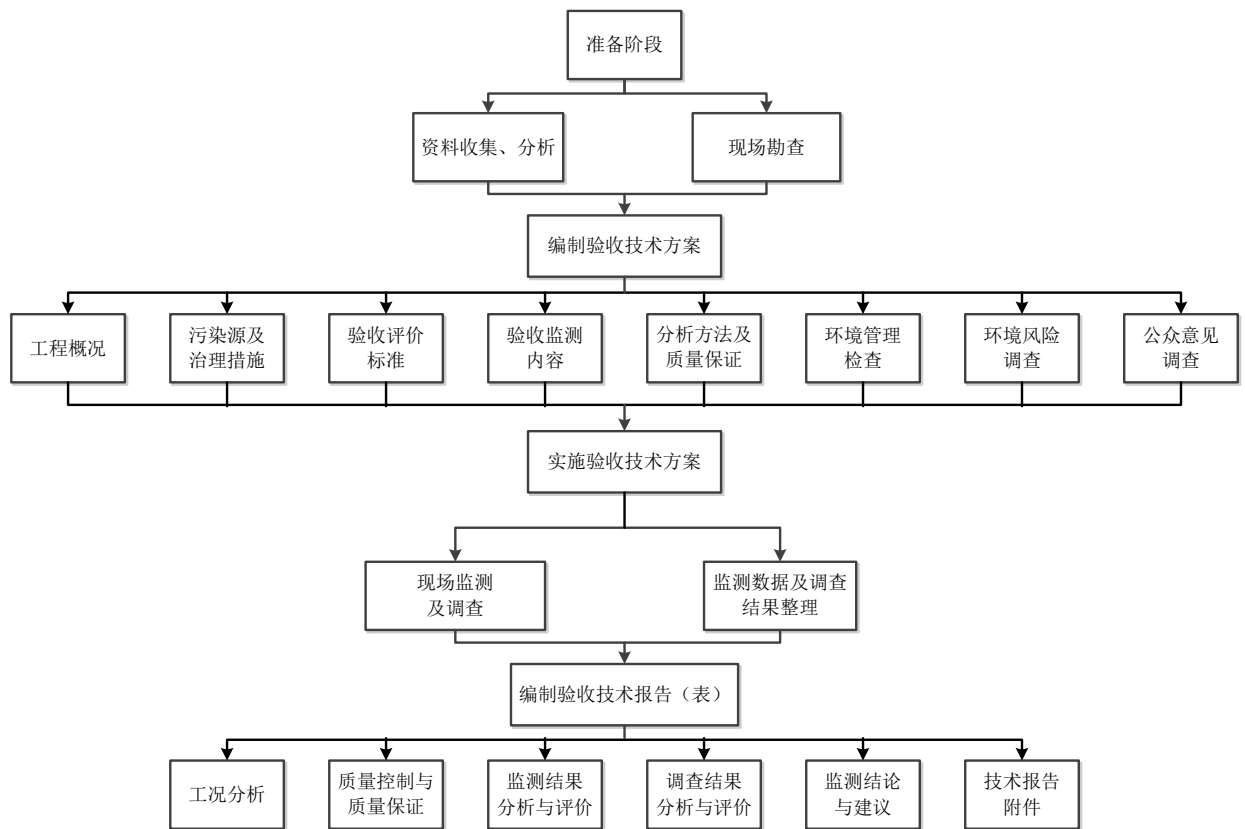 准备阶段
资料收集、分析
现场勘查
编制验收技术方案
工程概况
污染源及
治理措施
验收评价
标准
验收监测
内容
分析方法及
质量保证
环境管理
检查
环境风险
调查
公众意见
调查
实施验收技术方案
现场监测
及调查
监测数据及调查
结果整理
编制验收技术报告（表）
工况分析
质量控制与
质量保证
监测结果
分析与评价
调查结果
分析与评价
监测结论
与建议
技术报告
附件